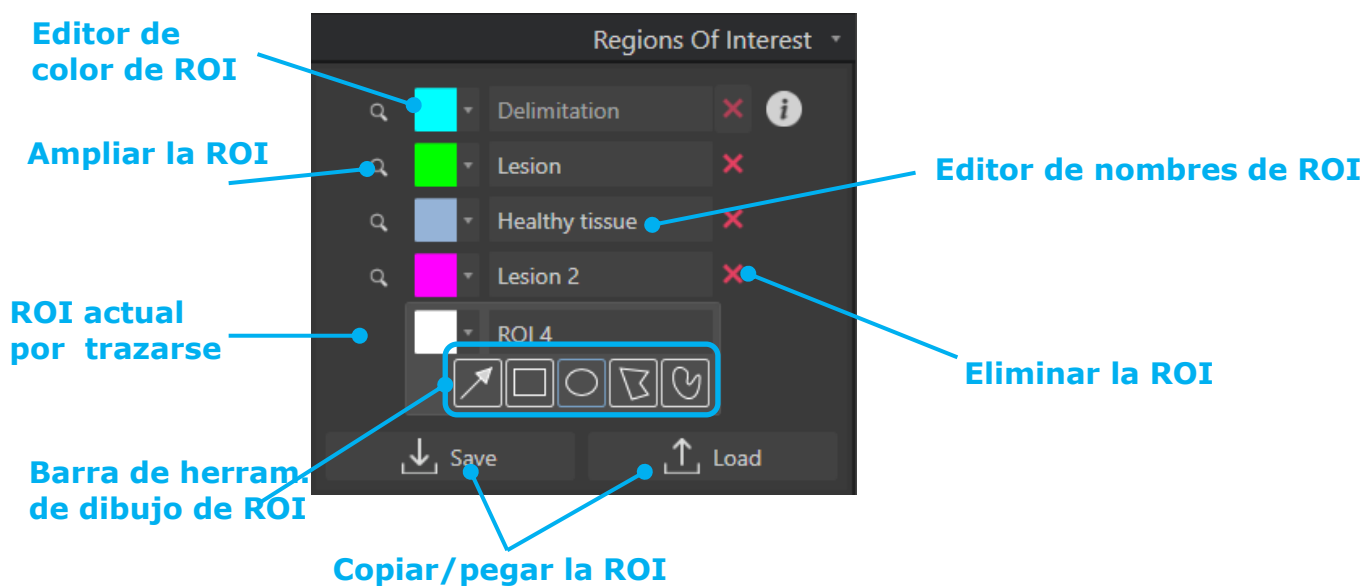 Editor de
color de ROI
Regions Of Interest
Delimitation
i
Ampliar la ROI
Lesion
Editor de nombres de ROI
Healthy tissue
Lesion 2
ROI actual
por trazarse
ROI 4
Eliminar la ROI
Save
Load
Barra de herram.
de dibujo de ROI
Copiar/pegar la ROI